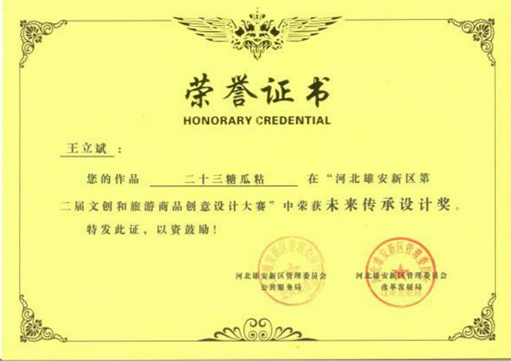 荣誉证书
HONORARY CREDENTIAL
王立斌：
您的作品 二十三糖瓜粘 在“河北雄安新区第
二届文创和旅游商品创意设计大赛”中荣获未来传承设计奖。
特发此证，以资鼓励！
河北雄安新区管理委员会 河北雄安新区管理委员会
公共服务局 改革发展局